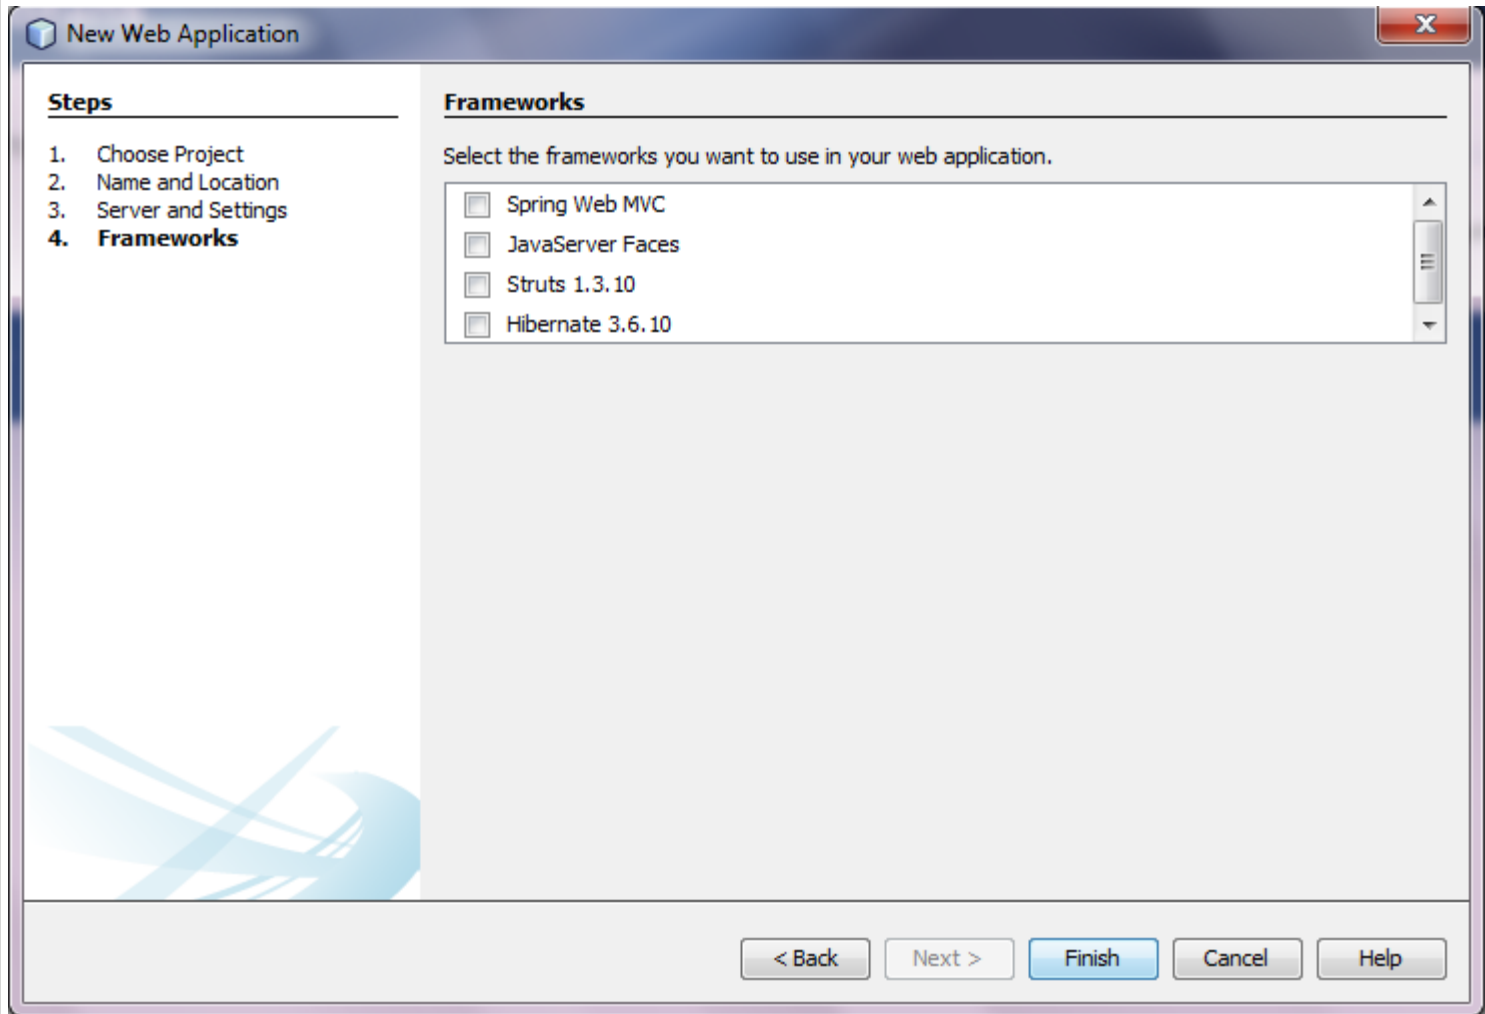 New Web Application
Steps
1. Choose Project
2. Name and Location
3. Server and Settings
4. Frameworks
Frameworks
Select the frameworks you want to use in your web application.
Spring Web MVC
JavaServer Faces
Struts 1.3.10
Hibernate 3.6.10
< Back
Next >
Finish
Cancel
Help